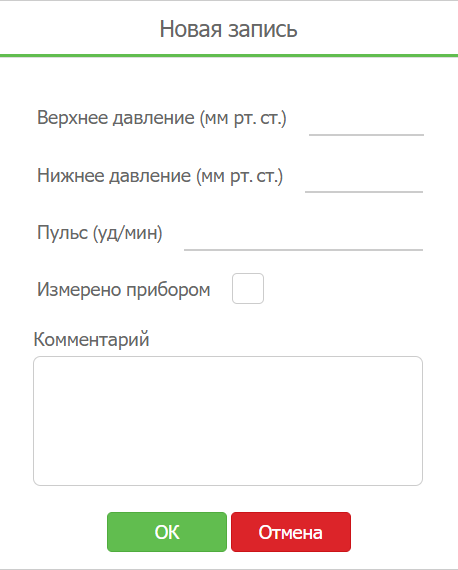 Новая запись
Верхнее давление (мм рт. ст.)
Нижнее давление (мм рт. ст.)
Пульс (уд/мин)
Измерено прибором
Комментарий
ОК Отмена